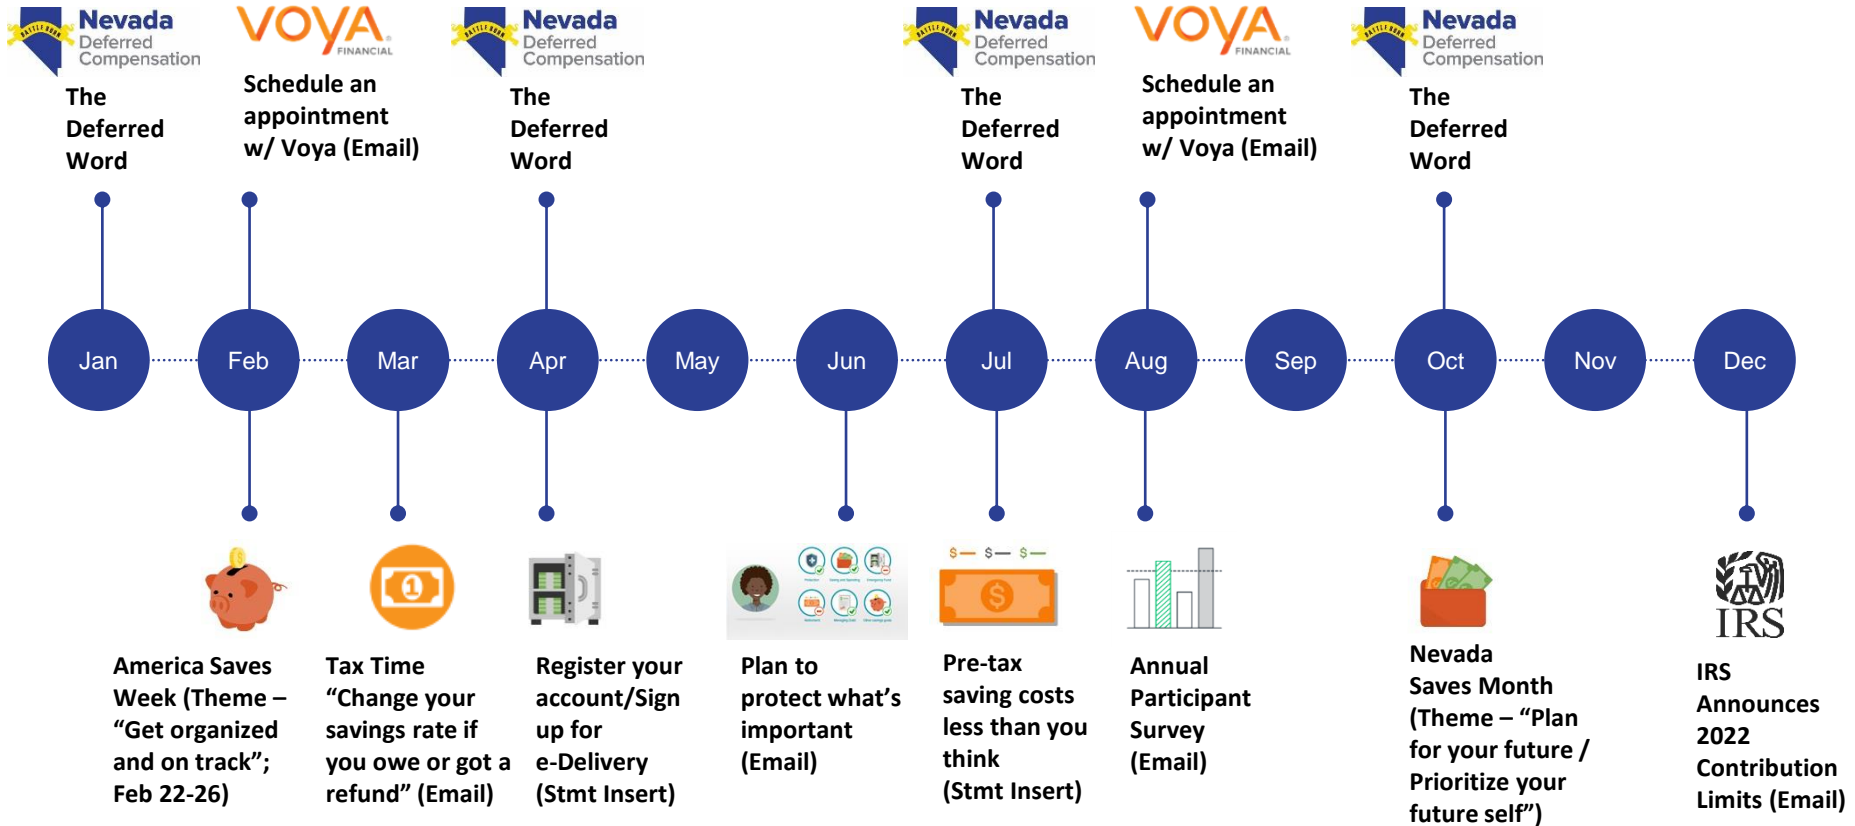 Nevada
Deferred
Compensation
The
Deferred
Word
VOYA
FINANCIAL
Schedule an
appointment
w/ Voya (Email)
Nevada
Deferred
Compensation
The
Deferred
Word
Nevada
Deferred
Compensation
The
Deferred
Word
VOYA
FINANCIAL
Schedule an
appointment
w/ Voya (Email)
Nevada
Deferred
Compensation
The
Deferred
Word
Jan
Feb
Mar
Apr
May
Jun
Jul
Aug
Sep
Oct
Nov
Dec
America Saves
Week (Theme –
“Get organized
and on track”;
Feb 22-26)
1
Tax Time
“Change your
savings rate if
you owe or got a
refund” (Email)
Register your
account/Sign
up for
e-Delivery
(Stmt Insert)
Plan to
protect what’s
important
(Email)
$ $ $
$
Pre-tax
saving costs
less than you
think
(Stmt Insert)
Annual
Participant
Survey
(Email)
Nevada
Saves Month
(Theme – “Plan
for your future /
Prioritize your
future self”)
IRS
IRS
Announces
2022
Contribution
Limits (Email)